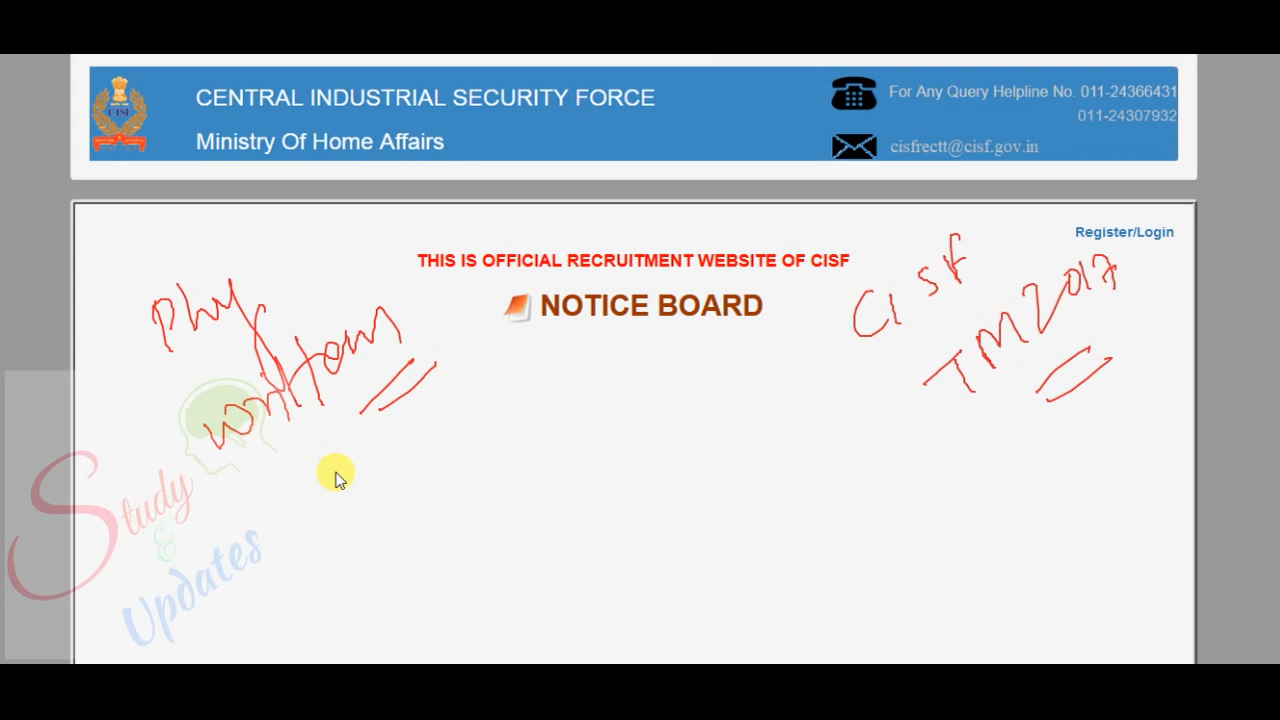 CENTRAL INDUSTRIAL SECURITY FORCE
Ministry Of Home Affairs
For Any Query Helpline No. 011-24366431
011-24307932
cisfrectt@cisf.gov.in
CISF
Register/Login
THIS IS OFFICIAL RECRUITMENT WEBSITE OF CISF
NOTICE BOARD
CISF
TM2017
Phy
Study
&
Updates